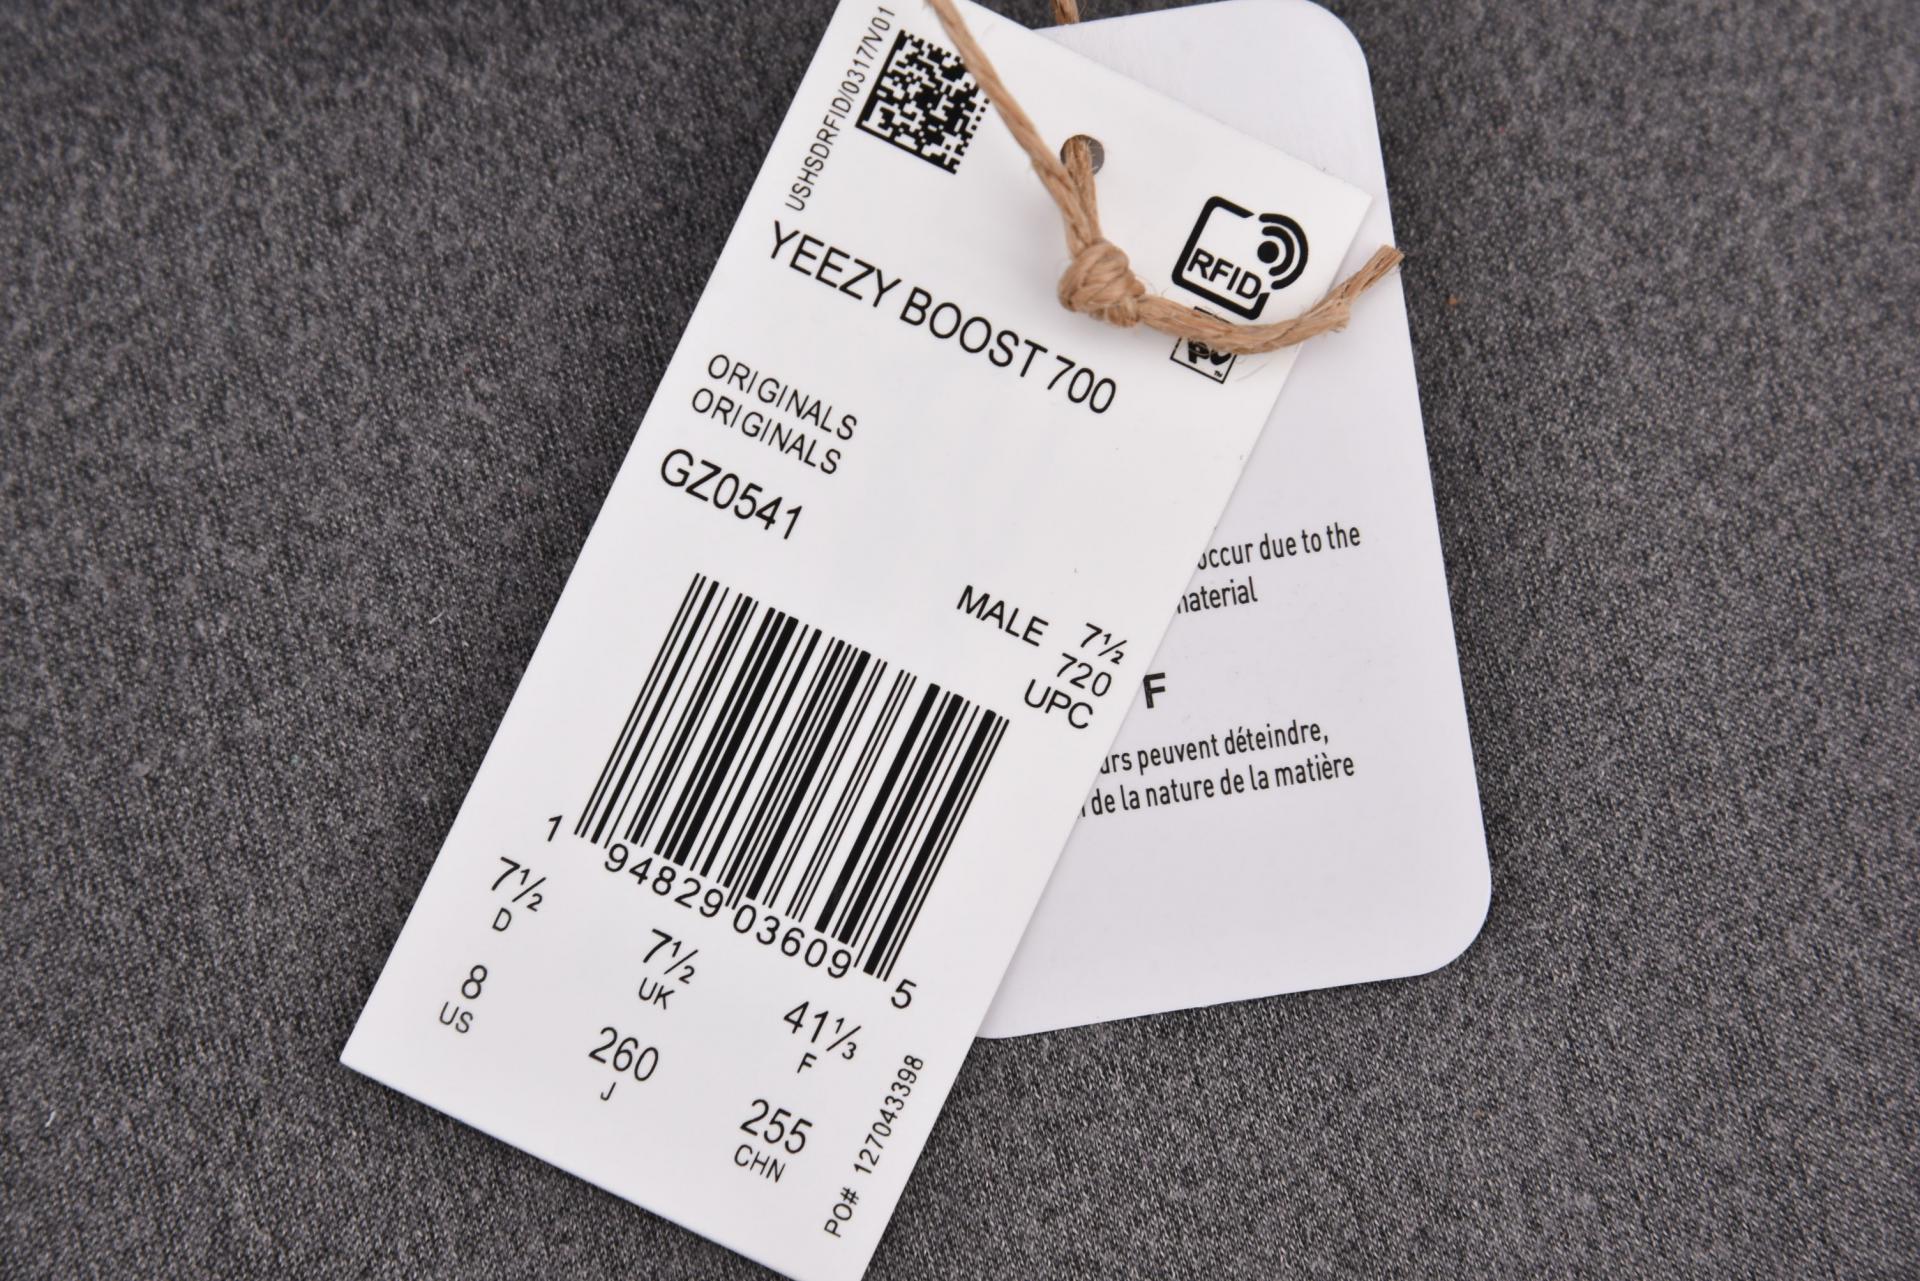 USHSDRFID/0317/V01
RFID
YEEZY BOOST 700
ORIGINALS
ORIGINALS
GZ0541
MALE 7½
720
UPC
1 94829 03609 5
7½
D
7½
UK
41⅓
F
8
US
260
J
255
CHN
PO# 127043398
occur due to the
material
F
peuvent déteindre,
de la nature de la matière